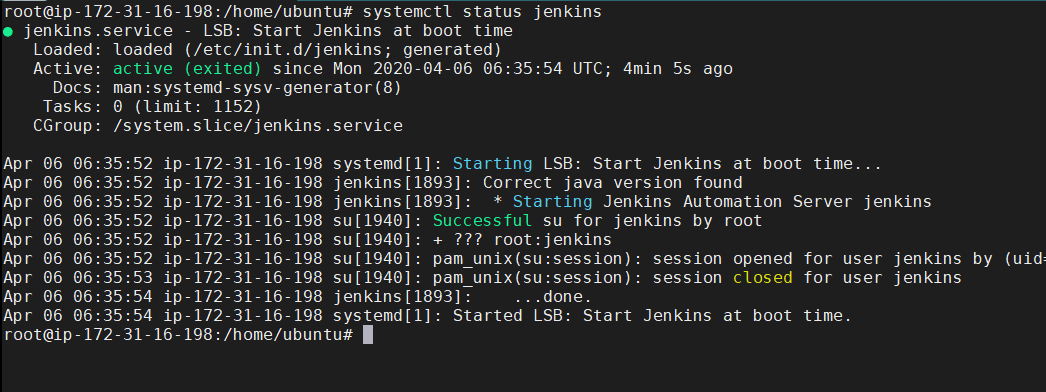 root@ip-172-31-16-198:/home/ubuntu# systemctl status jenkins
● jenkins.service - LSB: Start Jenkins at boot time
   Loaded: loaded (/etc/init.d/jenkins; generated)
   Active: active (exited) since Mon 2020-04-06 06:35:54 UTC; 4min 5s ago
     Docs: man:systemd-sysv-generator(8)
    Tasks: 0 (limit: 1152)
   CGroup: /system.slice/jenkins.service

Apr 06 06:35:52 ip-172-31-16-198 systemd[1]: Starting LSB: Start Jenkins at boot time...
Apr 06 06:35:52 ip-172-31-16-198 jenkins[1893]: Correct java version found
Apr 06 06:35:52 ip-172-31-16-198 jenkins[1893]:  * Starting Jenkins Automation Server jenkins
Apr 06 06:35:52 ip-172-31-16-198 su[1940]: Successful su for jenkins by root
Apr 06 06:35:52 ip-172-31-16-198 su[1940]: + ??? root:jenkins
Apr 06 06:35:52 ip-172-31-16-198 su[1940]: pam_unix(su:session): session opened for user jenkins by (uid=
Apr 06 06:35:53 ip-172-31-16-198 su[1940]: pam_unix(su:session): session closed for user jenkins
Apr 06 06:35:54 ip-172-31-16-198 jenkins[1893]:    ...done.
Apr 06 06:35:54 ip-172-31-16-198 systemd[1]: Started LSB: Start Jenkins at boot time.
root@ip-172-31-16-198:/home/ubuntu#